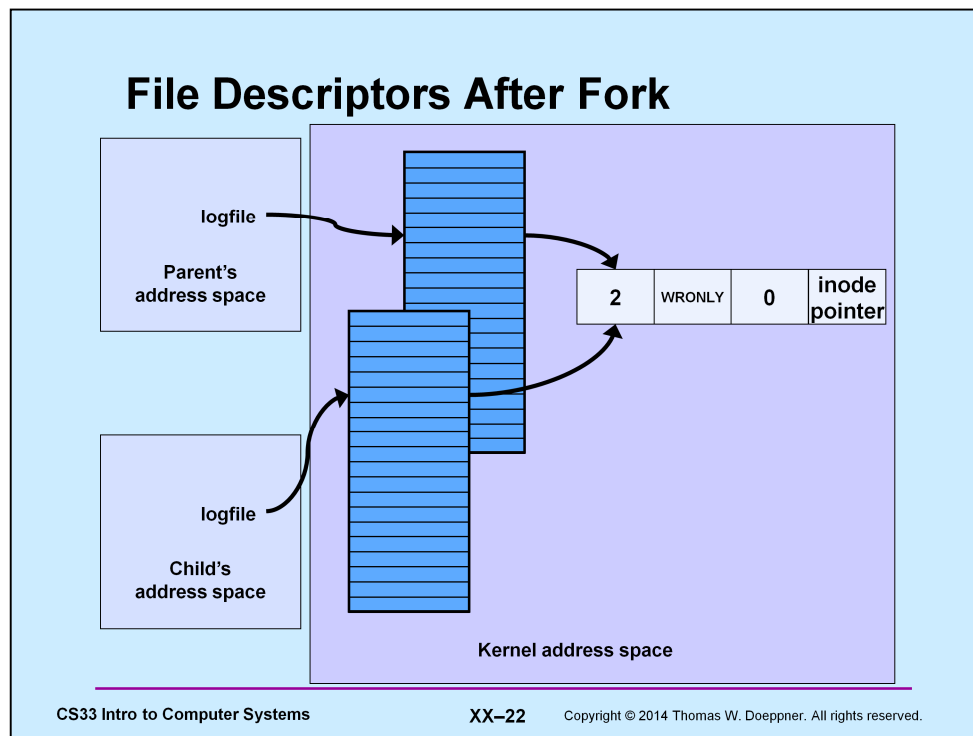 File Descriptors After Fork
logfile
Parent's
address space
2
WRONLY
0
inode
pointer
logfile
Child's
address space
Kernel address space
CS33 Intro to Computer Systems
XX–22
Copyright © 2014 Thomas W. Doeppner. All rights reserved.